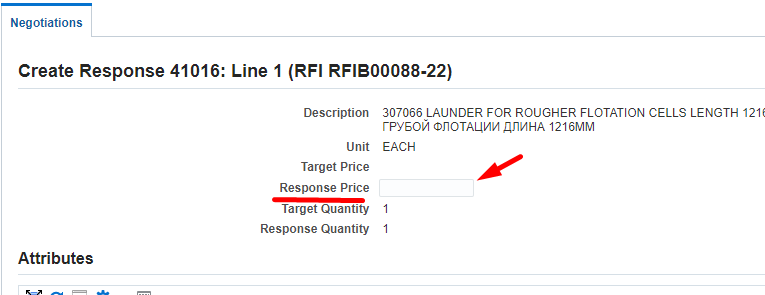 Negotiations
Create Response 41016: Line 1 (RFI RFIB00088-22)
Description 307066 LAUNDER FOR ROUGHER FLOTATION CELLS LENGTH 1216
ГРУБОЙ ФЛОТАЦИИ ДЛИНА 1216ММ
Unit EACH
Target Price
Response Price
Target Quantity 1
Response Quantity 1
Attributes